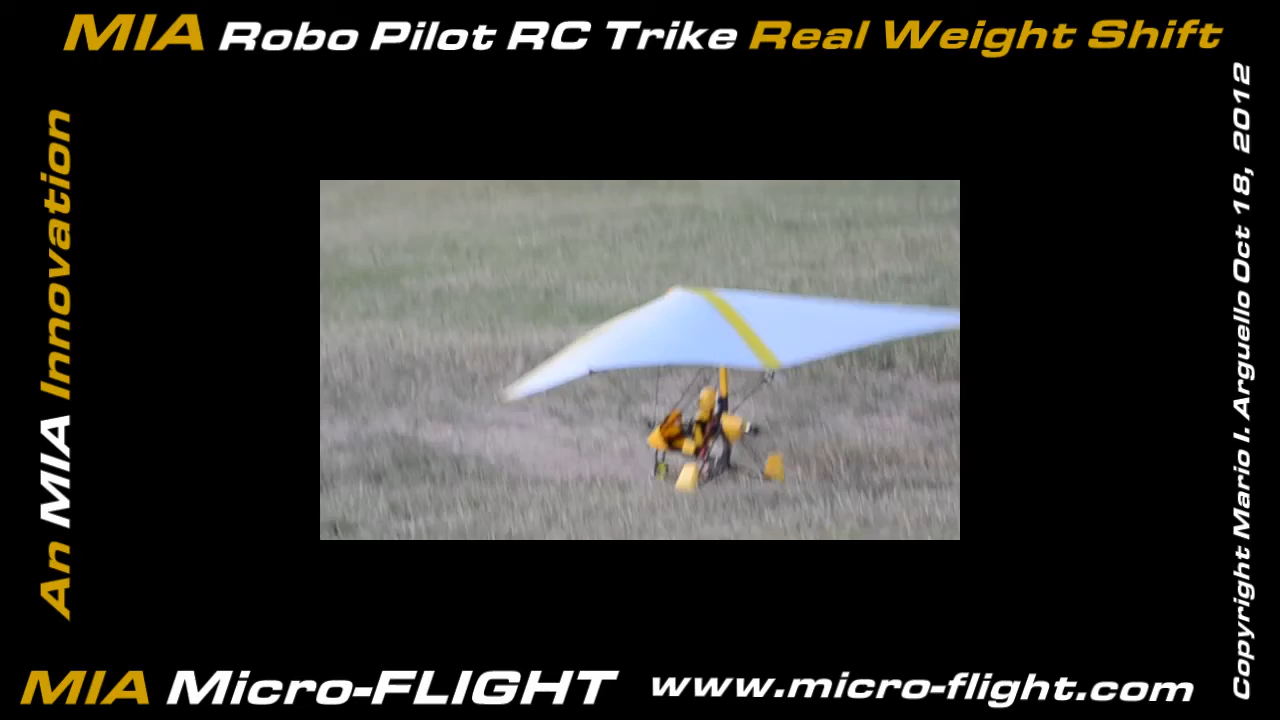 MIA Robo Pilot RC Trike Real Weight Shift
An MIA Innovation
Copyright Mario I. Arguello Oct 18, 2012
MIA Micro-FLIGHT www.micro-flight.com